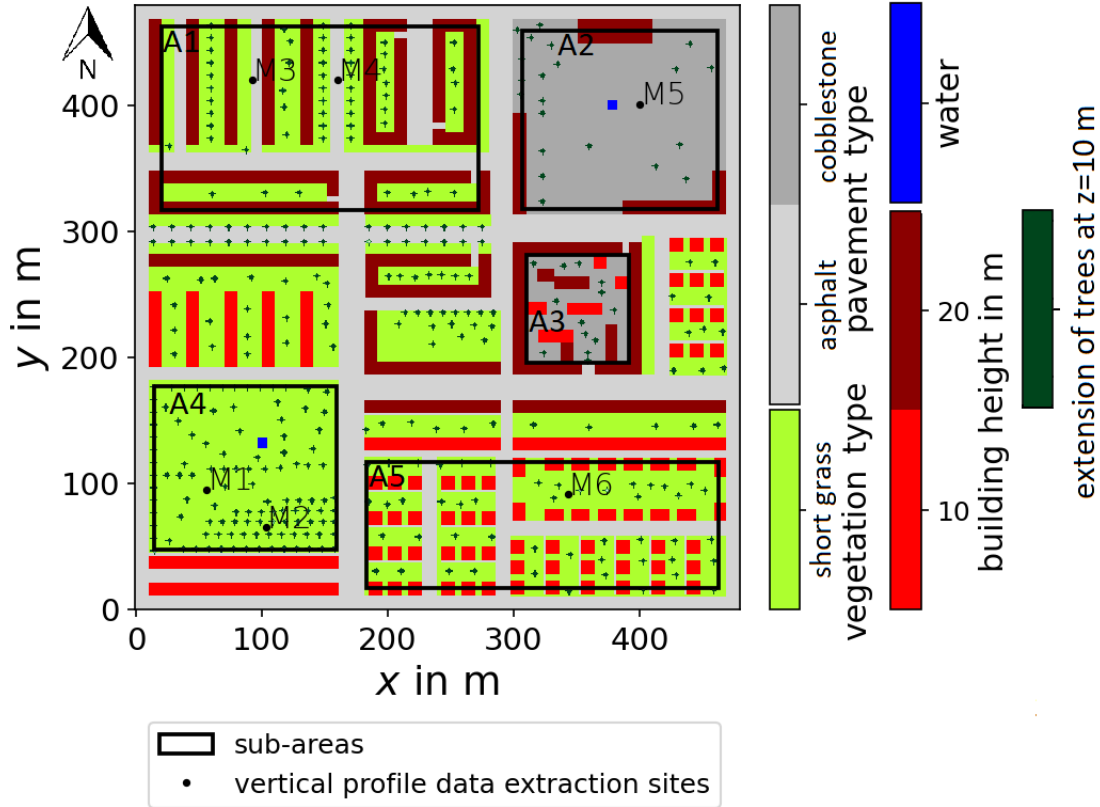 N
A1
A2
M3
M4
M5
A3
A4
M1
M2
A5
M6
400
300
200
100
0
y in m
0
100
200
300
400
x in m
short grass
asphalt
cobblestone
vegetation type
pavement type
10
20
building height in m
water
extension of trees at z=10 m
sub-areas
vertical profile data extraction sites